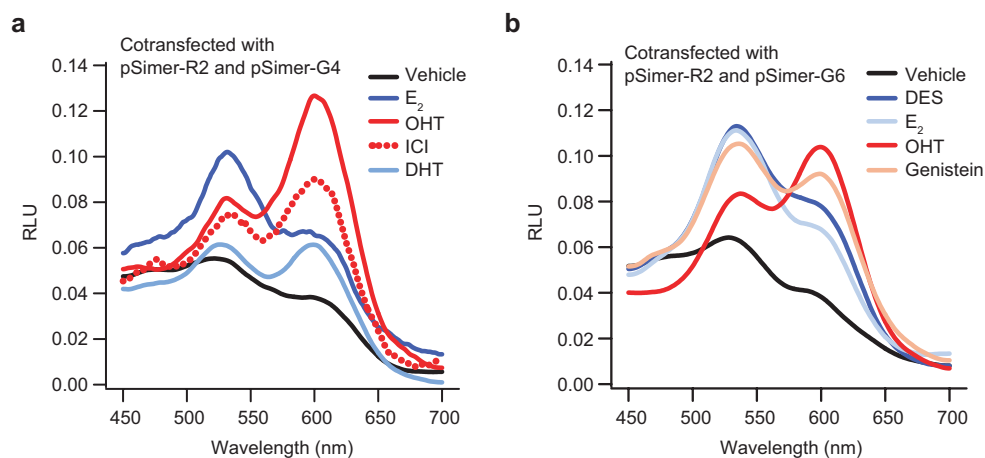 a
Cotransfected with
pSimer-R2 and pSimer-G4
Vehicle
E2
OHT
ICI
DHT
RLU
0.14
0.12
0.10
0.08
0.06
0.04
0.02
0.00
450 500 550 600 650 700
Wavelength (nm)
b
Cotransfected with
pSimer-R2 and pSimer-G6
Vehicle
DES
E2
OHT
Genistein
RLU
0.14
0.12
0.10
0.08
0.06
0.04
0.02
0.00
450 500 550 600 650 700
Wavelength (nm)